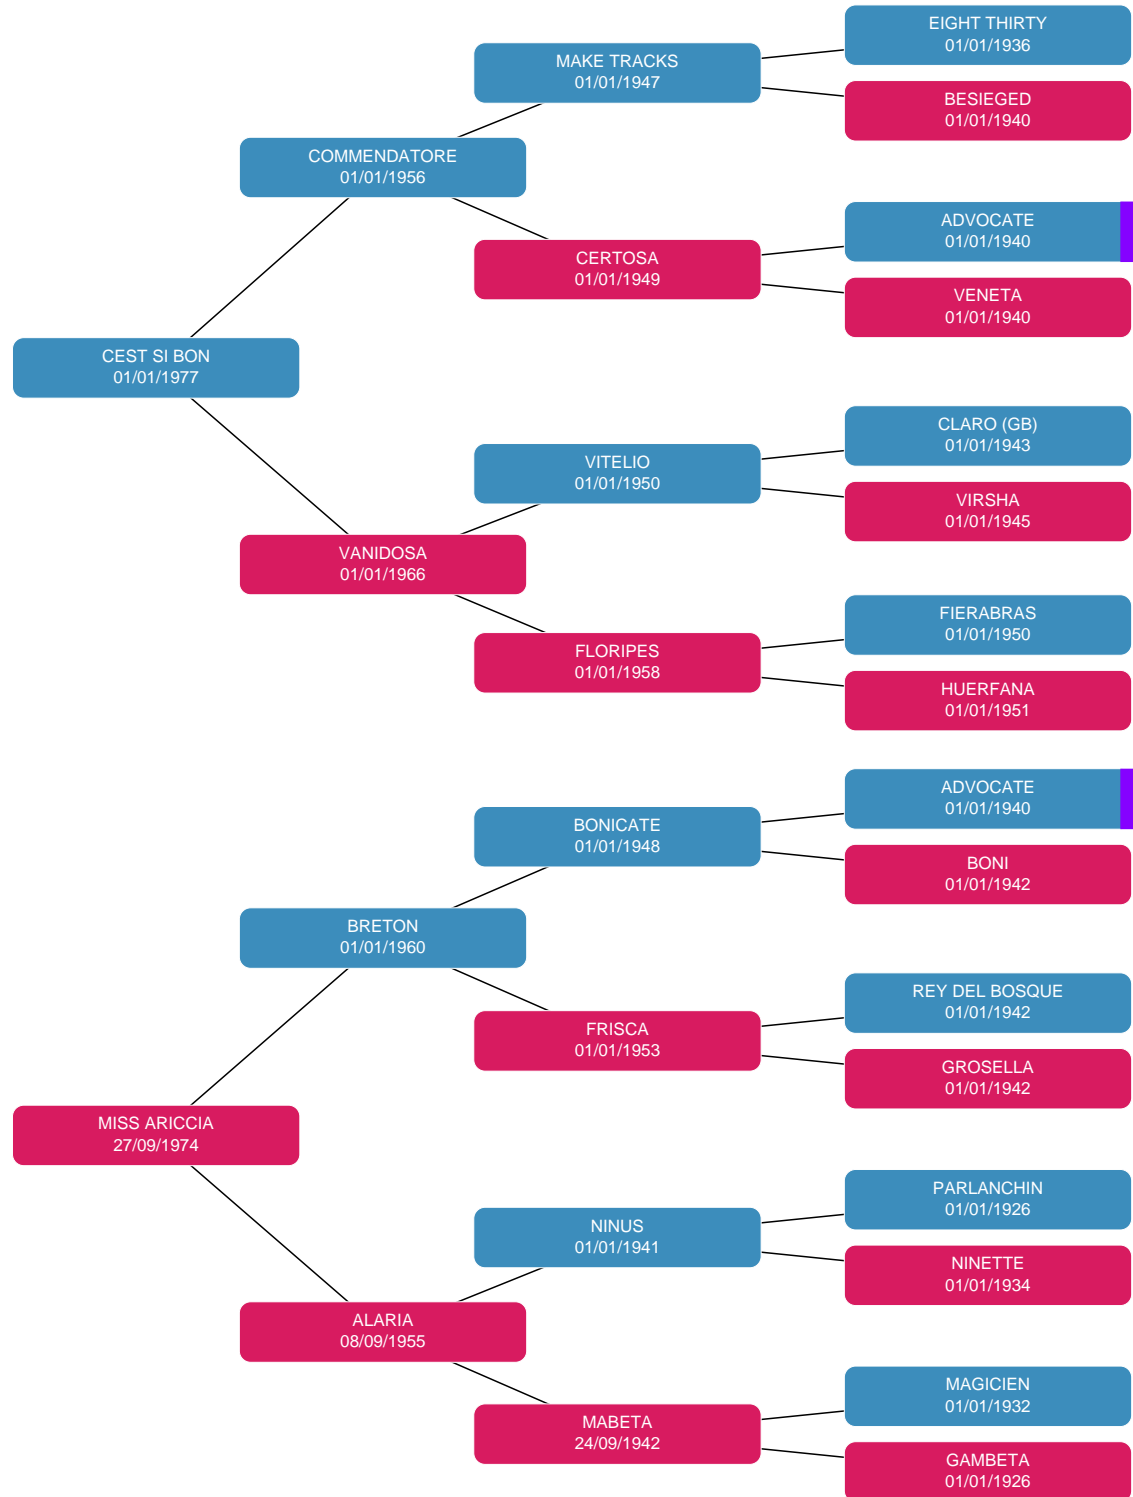 EIGHT THIRTY
01/01/1936
MAKE TRACKS
01/01/1947
BESIEGED
01/01/1940
COMMENDATORE
01/01/1956
ADVOCATE
01/01/1940
CERTOSA
01/01/1949
VENETA
01/01/1940
CEST SI BON
01/01/1977
CLARO (GB)
01/01/1943
VITELIO
01/01/1950
VIRSHA
01/01/1945
VANIDOSA
01/01/1966
FIERABRAS
01/01/1950
FLORIPES
01/01/1958
HUERFANA
01/01/1951
ADVOCATE
01/01/1940
BONICATE
01/01/1948
BONI
01/01/1942
BRETON
01/01/1960
REY DEL BOSQUE
01/01/1942
FRISCA
01/01/1953
GROSELLA
01/01/1942
MISS ARICCIA
27/09/1974
PARLANCHIN
01/01/1926
NINUS
01/01/1941
NINETTE
01/01/1934
ALARIA
08/09/1955
MAGICIEN
01/01/1932
MABETA
24/09/1942
GAMBETA
01/01/1926